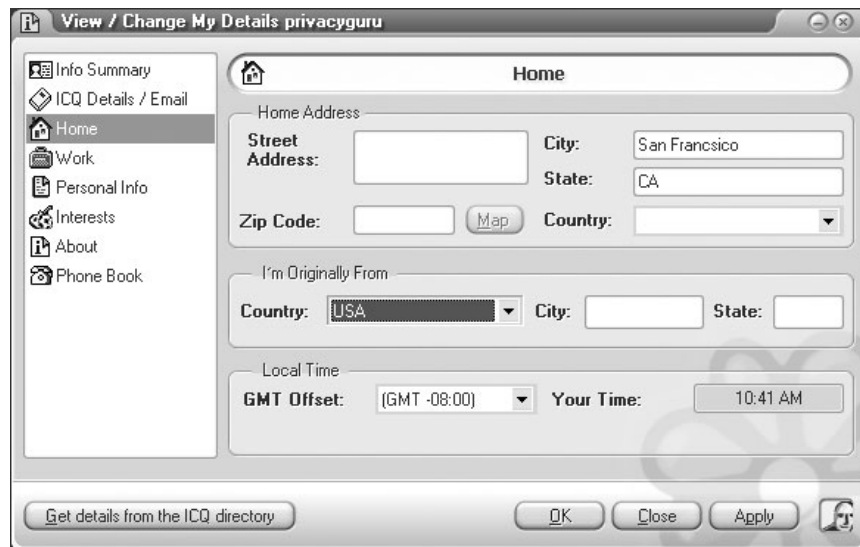 View / Change My Details privacyguru
Info Summary
ICQ Details / Email
Home
Work
Personal Info
Interests
About
Phone Book
Home
Home Address
Street Address:
City: San Francsico
State: CA
Zip Code: Map Country:
I'm Originally From
Country: USA City: State:
Local Time
GMT Offset: (GMT -08:00) Your Time: 10:41 AM
Get details from the ICQ directory OK Close Apply